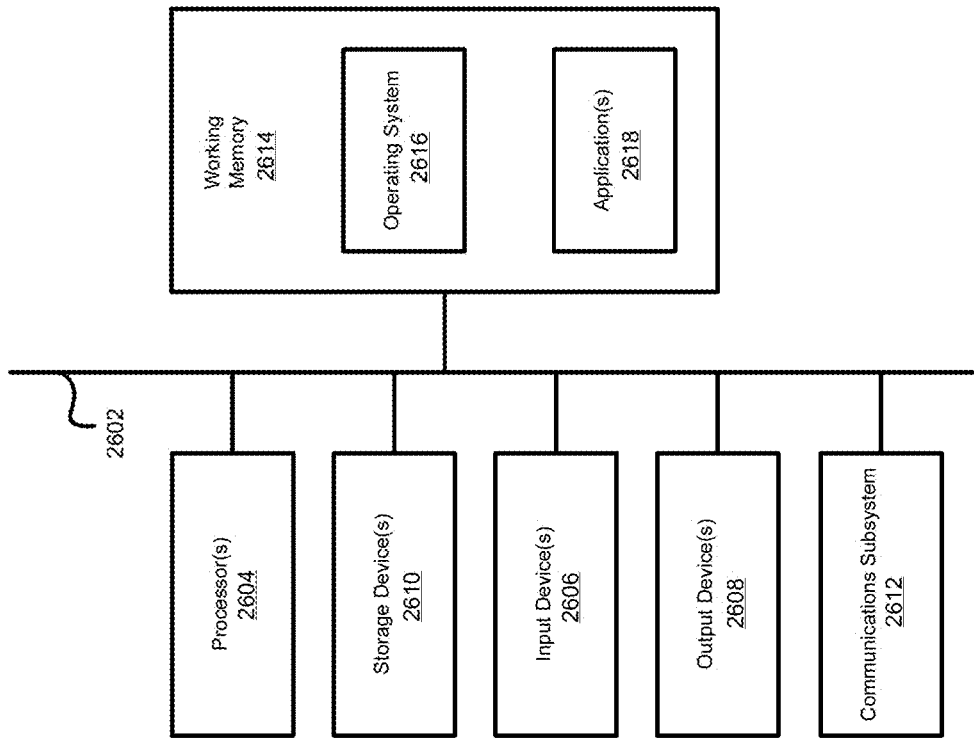 2602
Processor(s)
2604
Storage Device(s)
2610
Input Device(s)
2606
Output Device(s)
2608
Communications Subsystem
2612
Working
Memory
2614
Operating System
2616
Application(s)
2618